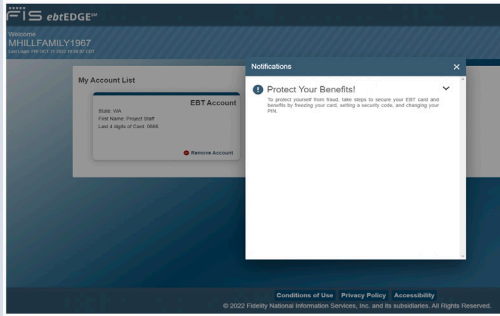 FIS ebtEDGE℠
Welcome
MHILLFAMILY1967
My Account List
EBT Account
State: WA
First Name: Project Staff
Last 4 digits of Card:
Remove Account
Notifications
Protect Your Benefits!
To protect yourself from fraud, take steps to secure your EBT card and
benefits by freezing your card, setting a security code, and changing your
PIN.
Conditions of Use Privacy Policy Accessibility
© 2022 Fidelity National Information Services, Inc. and its subsidiaries. All Rights Reserved.